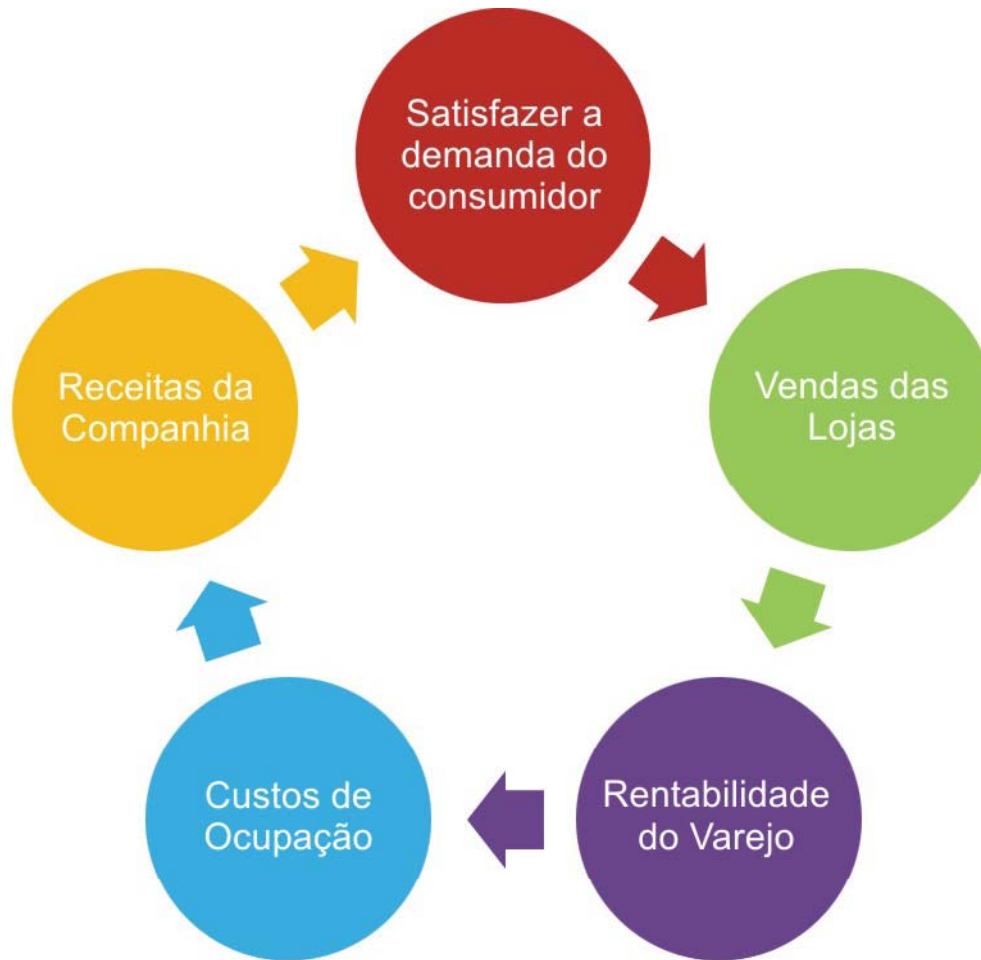 Satisfazer a
demanda do
consumidor
Vendas das
Lojas
Rentabilidade
do Varejo
Custos de
Ocupação
Receitas da
Companhia